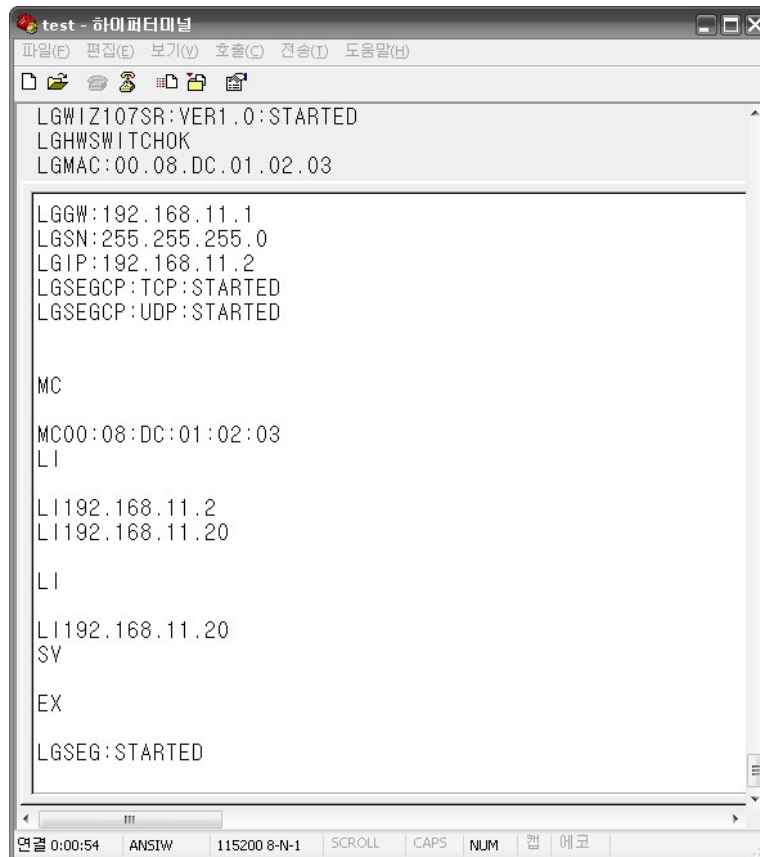 test - 하이퍼터미널
파일(F) 편집(E) 보기(V) 호출(C) 전송(T) 도움말(H)
LGWIZ107SR:VER1.0:STARTED
LGHWSWITCHOK
LGMAC:00.08.DC.01.02.03
LGGW:192.168.11.1
LGSN:255.255.255.0
LGIP:192.168.11.2
LGSEGCP:TCP:STARTED
LGSEGCP:UDP:STARTED
MC
MC00:08:DC:01:02:03
LI
LI192.168.11.2
LI192.168.11.20
LI
LI192.168.11.20
SV
EX
LGSEG:STARTED
연결 0:00:54 ANSIW 115200 8-N-1 SCROLL CAPS NUM 캡 에코